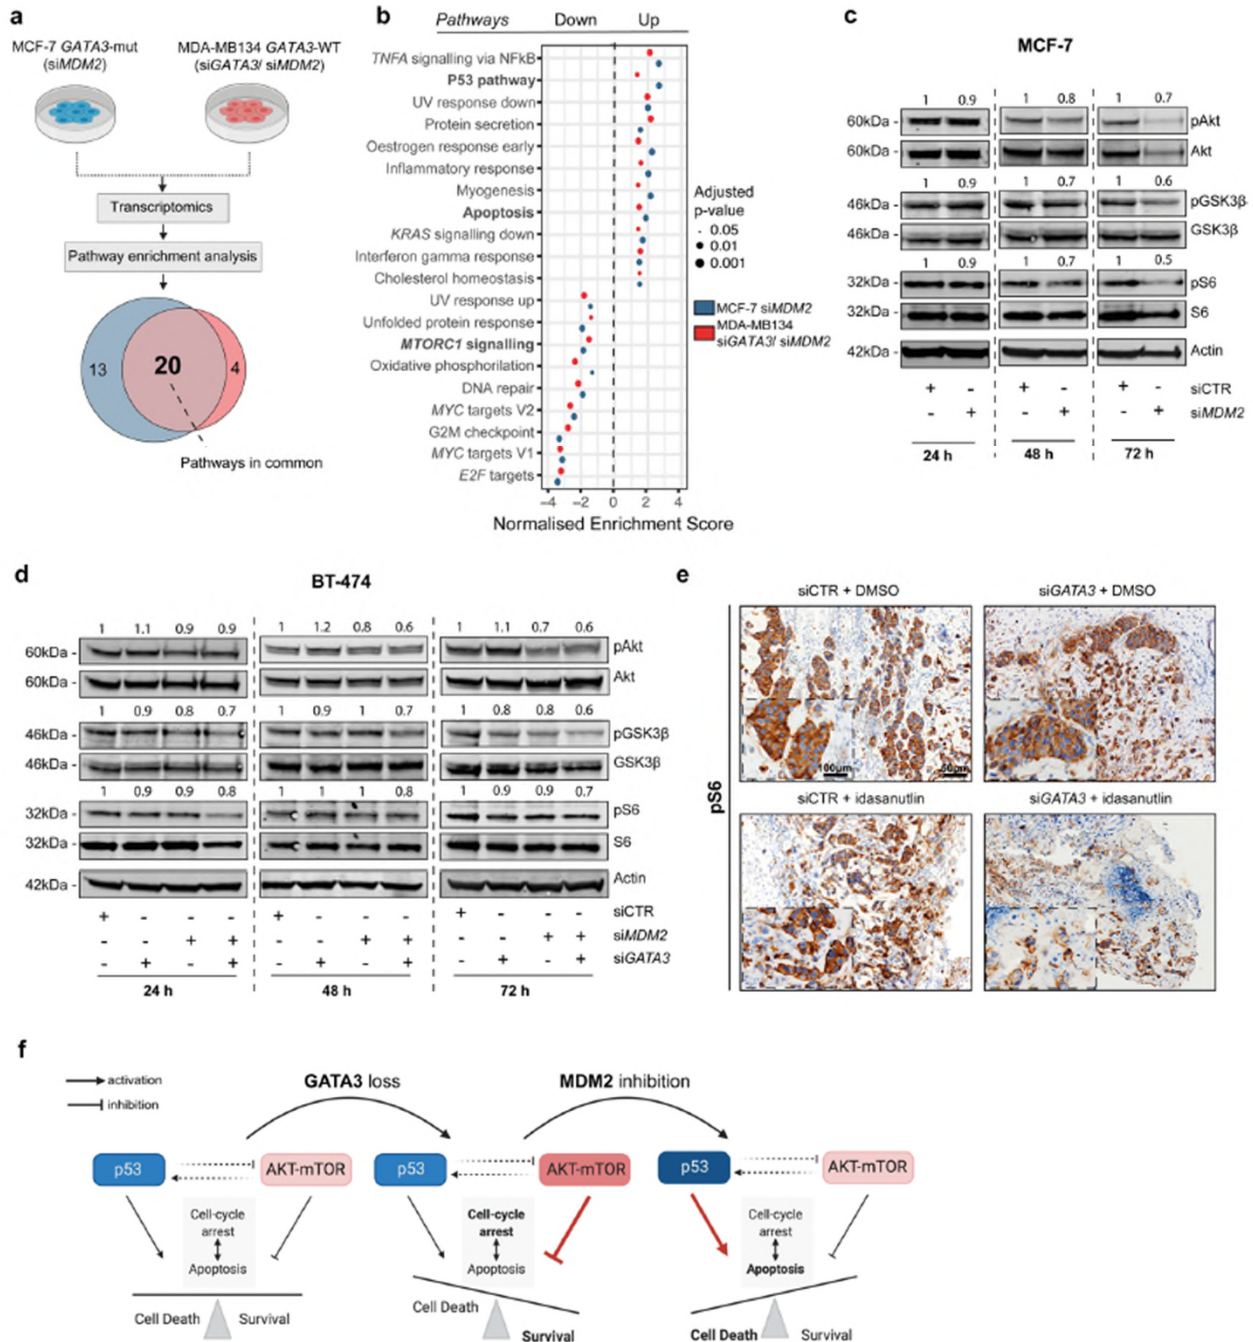 a
MCF-7 GATA3-mut
(siMDM2)
MDA-MB134 GATA3-WT
(siGATA3/ siMDM2)
Transcriptomics
Pathway enrichment analysis
13
20
4
Pathways in common
b
Pathways Down Up
TNFA signalling via NFkB
P53 pathway
UV response down
Protein secretion
Oestrogen response early
Inflammatory response
Myogenesis
Apoptosis
KRAS signalling down
Interferon gamma response
Cholesterol homeostasis
UV response up
Unfolded protein response
MTORC1 signalling
Oxidative phosphorilation
DNA repair
MYC targets V2
G2M checkpoint
MYC targets V1
E2F targets
-4 -2 0 2 4
Normalised Enrichment Score
Adjusted
p-value
0.05
0.01
0.001
MCF-7 siMDM2
MDA-MB134
siGATA3/ siMDM2
c
MCF-7
1 0.9 1 0.8 1 0.7
60kDa - pAkt
60kDa - Akt
1 0.9 1 0.7 1 0.6
46kDa - pGSK3β
46kDa - GSK3β
1 0.9 1 0.7 1 0.5
32kDa - pS6
32kDa - S6
42kDa - Actin
+ - + - + - siCTR
- + - + - + siMDM2
24 h 48 h 72 h
d
BT-474
1 1.1 0.9 0.9 1 1.2 0.8 0.6 1 1.1 0.7 0.6
60kDa - pAkt
60kDa - Akt
1 0.9 0.8 0.7 1 0.9 1 0.7 1 0.8 0.8 0.6
46kDa - pGSK3β
46kDa - GSK3β
1 0.9 0.9 0.8 1 1 1 0.8 1 0.9 0.9 0.7
32kDa - pS6
32kDa - S6
42kDa - Actin
+ - - - + - - - + - - - siCTR
- - + + - - + + - - + + siMDM2
- + - + - + - + - + - + siGATA3
24 h 48 h 72 h
e
siCTR + DMSO
siGATA3 + DMSO
100μm
50μm
pS6
siCTR + idasanutlin
siGATA3 + idasanutlin
f
activation
inhibition
GATA3 loss
MDM2 inhibition
p53 AKT-mTOR p53 AKT-mTOR p53 AKT-mTOR
Cell-cycle
arrest
Apoptosis
Cell Death Survival
Cell-cycle
arrest
Apoptosis
Cell Death
Survival
Cell-cycle
arrest
Apoptosis
Cell Death Survival